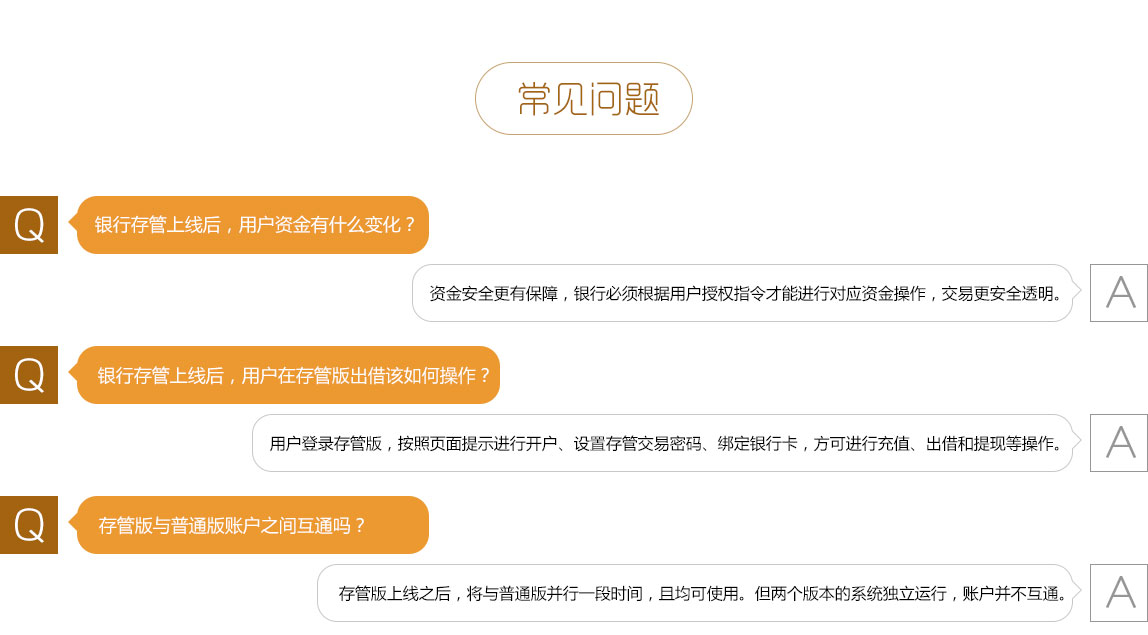 常见问题
Q
银行存管上线后，用户资金有什么变化？
资金安全更有保障，银行必须根据用户授权指令才能进行对应资金操作，交易更安全透明。
A
Q
银行存管上线后，用户在存管版出借该如何操作？
用户登录存管版，按照页面提示进行开户、设置存管交易密码、绑定银行卡，方可进行充值、出借和提现等操作。
A
Q
存管版与普通版账户之间互通吗？
存管版上线之后，将与普通版并行一段时间，且均可使用。但两个版本的系统独立运行，账户并不互通。
A